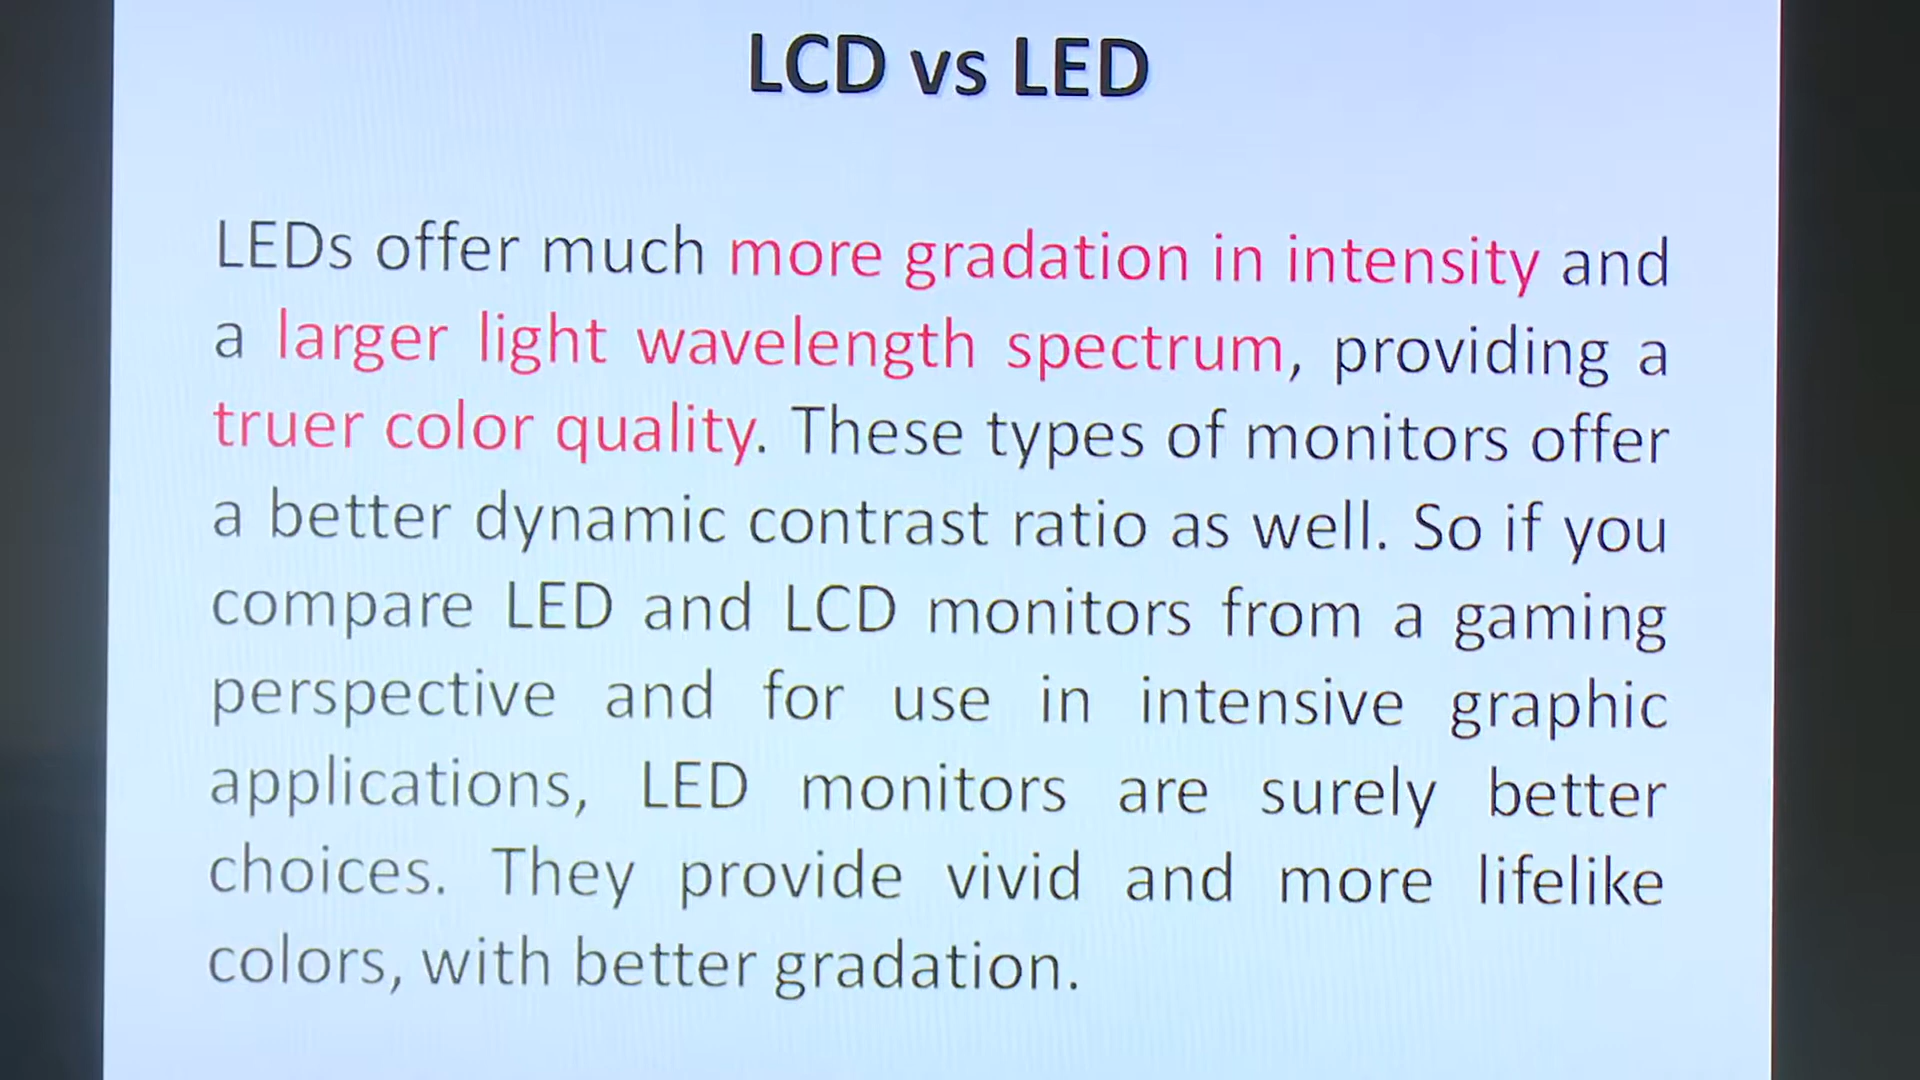 LCD vs LED
LEDs offer much more gradation in intensity and
a larger light wavelength spectrum, providing a
truer color quality. These types of monitors offer
a better dynamic contrast ratio as well. So if you
compare LED and LCD monitors from a gaming
perspective and for use in intensive graphic
applications, LED monitors are surely better
choices. They provide vivid and more lifelike
colors, with better gradation.